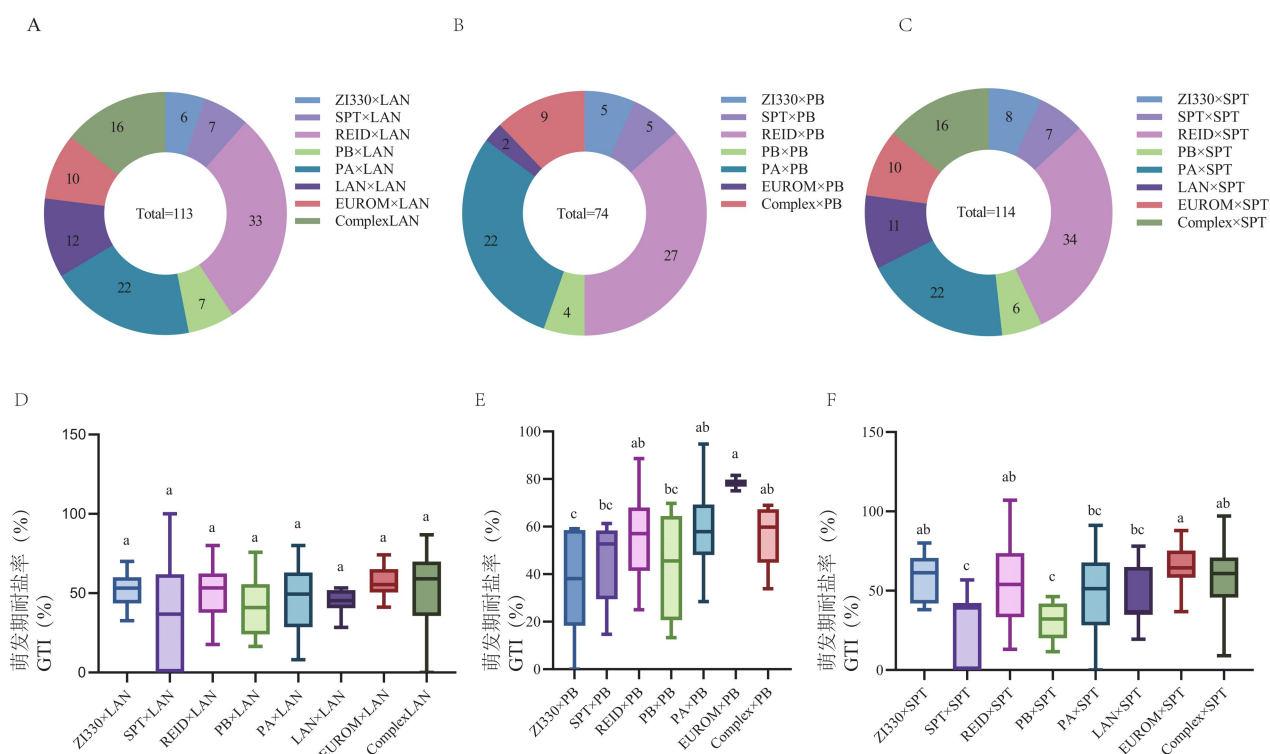 A
B
C
ZI330×LAN
SPT×LAN
REID×LAN
PB×LAN
PA×LAN
LAN×LAN
EUROM×LAN
ComplexLAN
6
7
33
7
22
12
10
16
Total=113
ZI330×PB
SPT×PB
REID×PB
PB×PB
PA×PB
EUROM×PB
Complex×PB
5
5
27
4
22
2
9
Total=74
ZI330×SPT
SPT×SPT
REID×SPT
PB×SPT
PA×SPT
LAN×SPT
EUROM×SPT
Complex×SPT
8
7
34
6
22
11
10
16
Total=114
D
萌发期耐盐率
GTI（%）
(%)
150
100
50
0
a
a
a
a
a
a
a
a
ZI330×LAN
SPT×LAN
REID×LAN
PB×LAN
PA×LAN
LAN×LAN
EUROM×LAN
ComplexLAN
E
萌发期耐盐率（%）
GTI（%）
100
80
60
40
20
0
c
bc
ab
bc
ab
a
ab
ZI330×PB
SPT×PB
REID×PB
PB×PB
PA×PB
EUROM×PB
Complex×PB
F
萌发期耐盐率（%）
GTI（%）
150
100
50
0
ab
c
ab
c
bc
bc
a
ab
ZI330×SPT
SPT×SPT
REID×SPT
PB×SPT
PA×SPT
LAN×SPT
EUROM×SPT
Complex×SPT